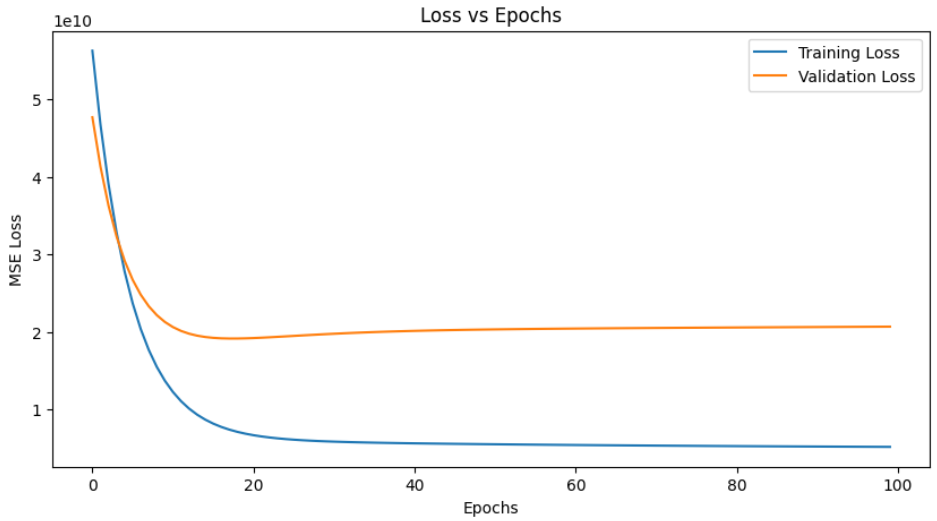 Loss vs Epochs
1e10
Training Loss
Validation Loss
5
4
3
2
1
MSE Loss
0 20 40 60 80 100
Epochs